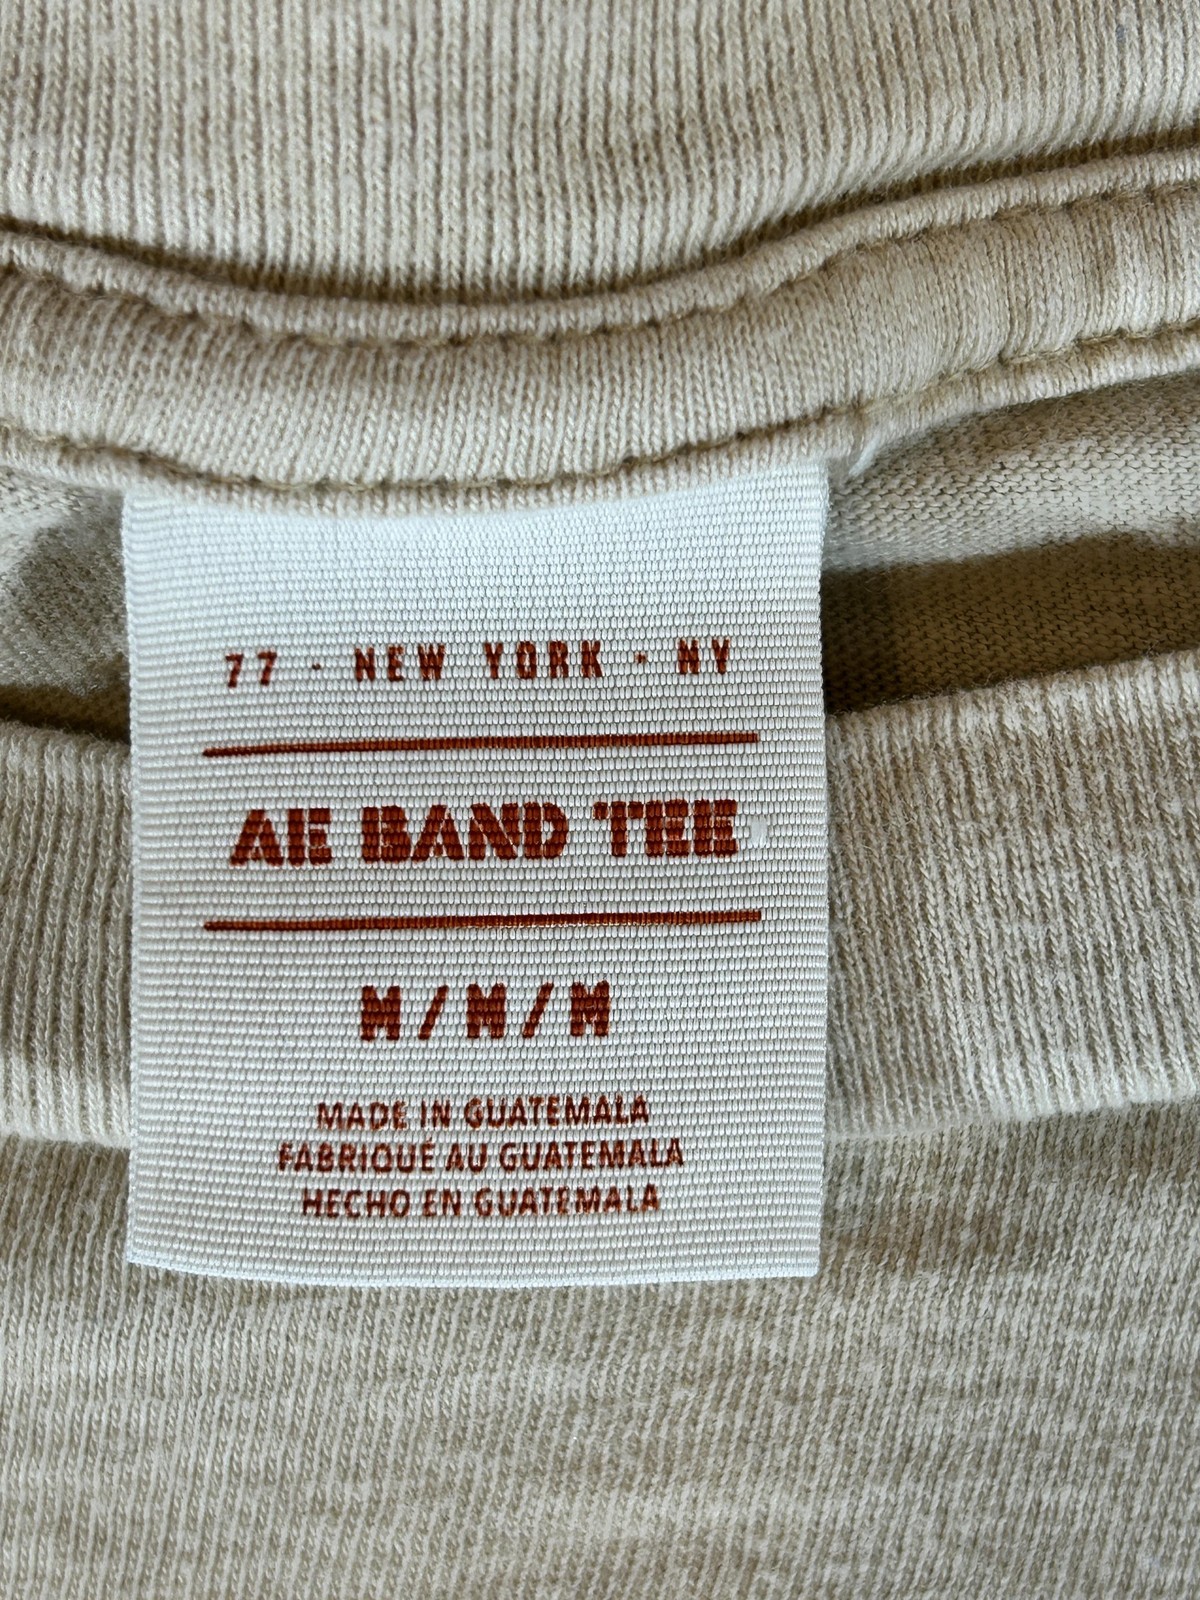 77 · NEW YORK · NY
AE BAND TEE
M/M/M
MADE IN GUATEMALA
FABRIQUÉ AU GUATEMALA
HECHO EN GUATEMALA